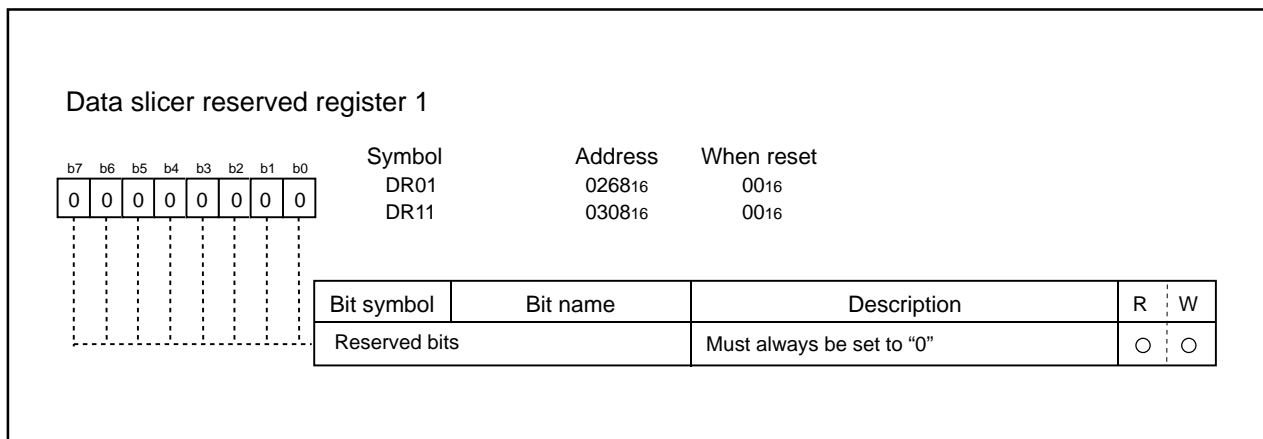 Data slicer reserved register 1
b7 b6 b5 b4 b3 b2 b1 b0
0 0 0 0 0 0 0 0
Symbol Address When reset
DR01 026816 0016
DR11 030816 0016
Bit symbol Bit name Description R W
Reserved bits Must always be set to “0” ○ ○